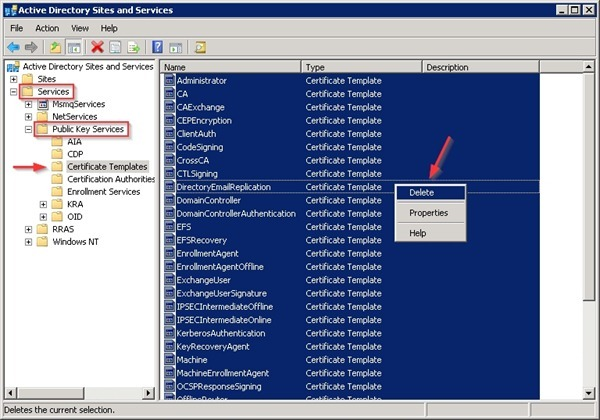 Active Directory Sites and Services
File Action View Help
Active Directory Sites and Services
Sites
Services
MsmqServices
NetServices
Public Key Services
AIA
CDP
Certificate Templates
Certification Authorities
Enrollment Services
KRA
OID
RRAS
Windows NT
Name Type Description
Administrator Certificate Template
CA Certificate Template
CAExchange Certificate Template
CEPEncryption Certificate Template
ClientAuth Certificate Template
CodeSigning Certificate Template
CrossCA Certificate Template
CTLSigning Certificate Template
DirectoryEmailReplication Certificate Template
DomainController Certificate Template
DomainControllerAuthentication Certificate Template
EFS Certificate Template
EFSRecovery Certificate Template
EnrollmentAgent Certificate Template
EnrollmentAgentOffline Certificate Template
ExchangeUser Certificate Template
ExchangeUserSignature Certificate Template
IPSECIntermediateOffline Certificate Template
IPSECIntermediateOnline Certificate Template
KerberosAuthentication Certificate Template
KeyRecoveryAgent Certificate Template
Machine Certificate Template
MachineEnrollmentAgent Certificate Template
OCSPResponseSigning Certificate Template
OfflineRouter Certificate Template
Delete
Properties
Help
Deletes the current selection.